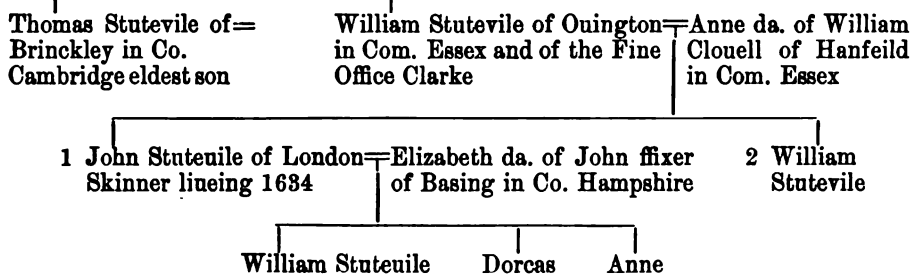 Thomas Stutevile of=
Brinckley in Co.
Cambridge eldest son
William Stutevile of Ouington=Anne da. of William
in Com. Essex and of the Fine Clouell of Hanfeild
Office Clarke in Com. Essex
1 John Stuteuile of London=Elizabeth da. of John ffixer
Skinner liueing 1634 of Basing in Co. Hampshire
2 William
Stutevile
William Stuteuile Dorcas Anne